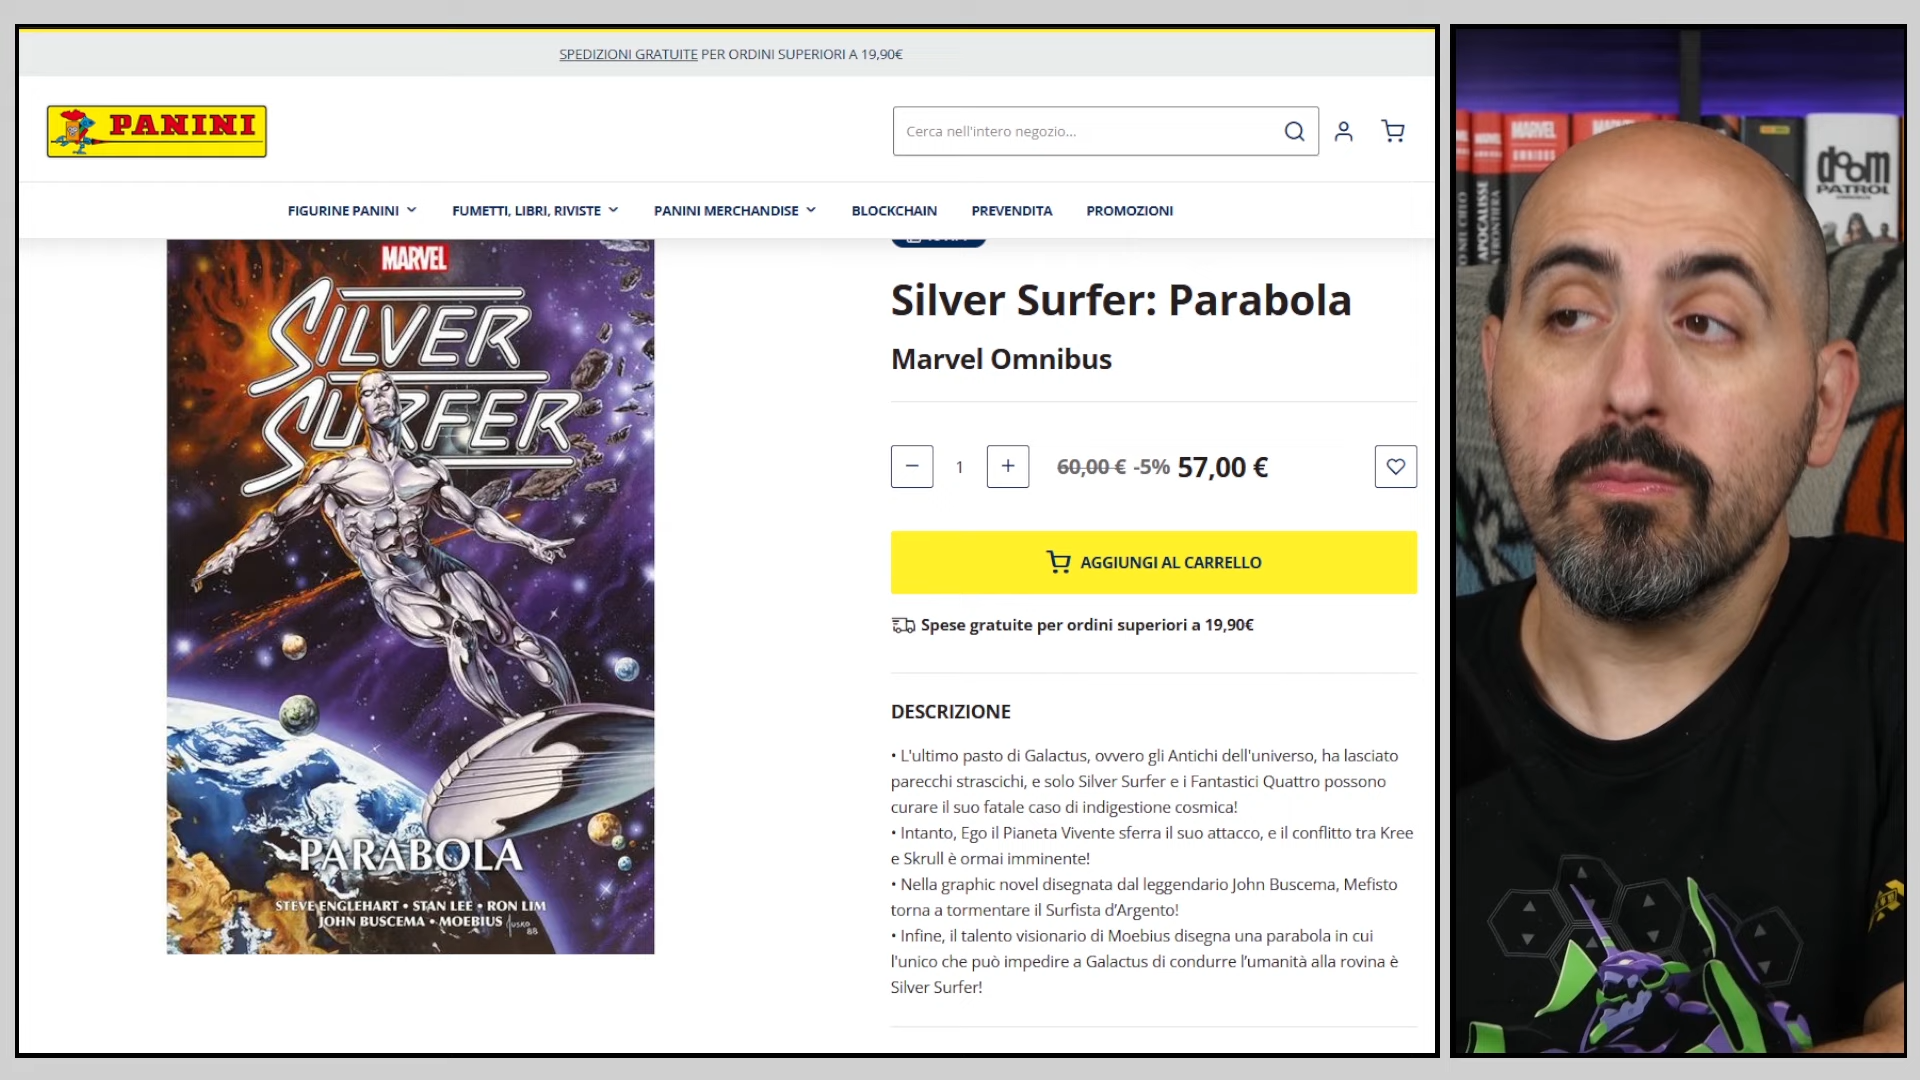 SPEDIZIONI GRATUITE PER ORDINI SUPERIORI A 19,90€
PANINI
Cerca nell'intero negozio...
FIGURINE PANINI
FUMETTI, LIBRI, RIVISTE
PANINI MERCHANDISE
BLOCKCHAIN
PREVENDITA
PROMOZIONI
MARVEL
SILVER
SURFER
PARABOLA
STEVE ENGLEHART • STAN LEE • RON LIM
JOHN BUSCEMA • MOEBIUS
Jusko
88
Silver Surfer: Parabola
Marvel Omnibus
− 1 + 60,00 € -5% 57,00 €
AGGIUNGI AL CARRELLO
Spese gratuite per ordini superiori a 19,90€
DESCRIZIONE
• L'ultimo pasto di Galactus, ovvero gli Antichi dell'universo, ha lasciato
parecchi strascichi, e solo Silver Surfer e i Fantastici Quattro possono
curare il suo fatale caso di indigestione cosmica!
• Intanto, Ego il Pianeta Vivente sferra il suo attacco, e il conflitto tra Kree
e Skrull è ormai imminente!
• Nella graphic novel disegnata dal leggendario John Buscema, Mefisto
torna a tormentare il Surfista d’Argento!
• Infine, il talento visionario di Moebius disegna una parabola in cui
l'unico che può impedire a Galactus di condurre l’umanità alla rovina è
Silver Surfer!
MARVEL
OMNIBUS
MARVEL
APOCALISSE
FRONTIERA
doom
PATROL